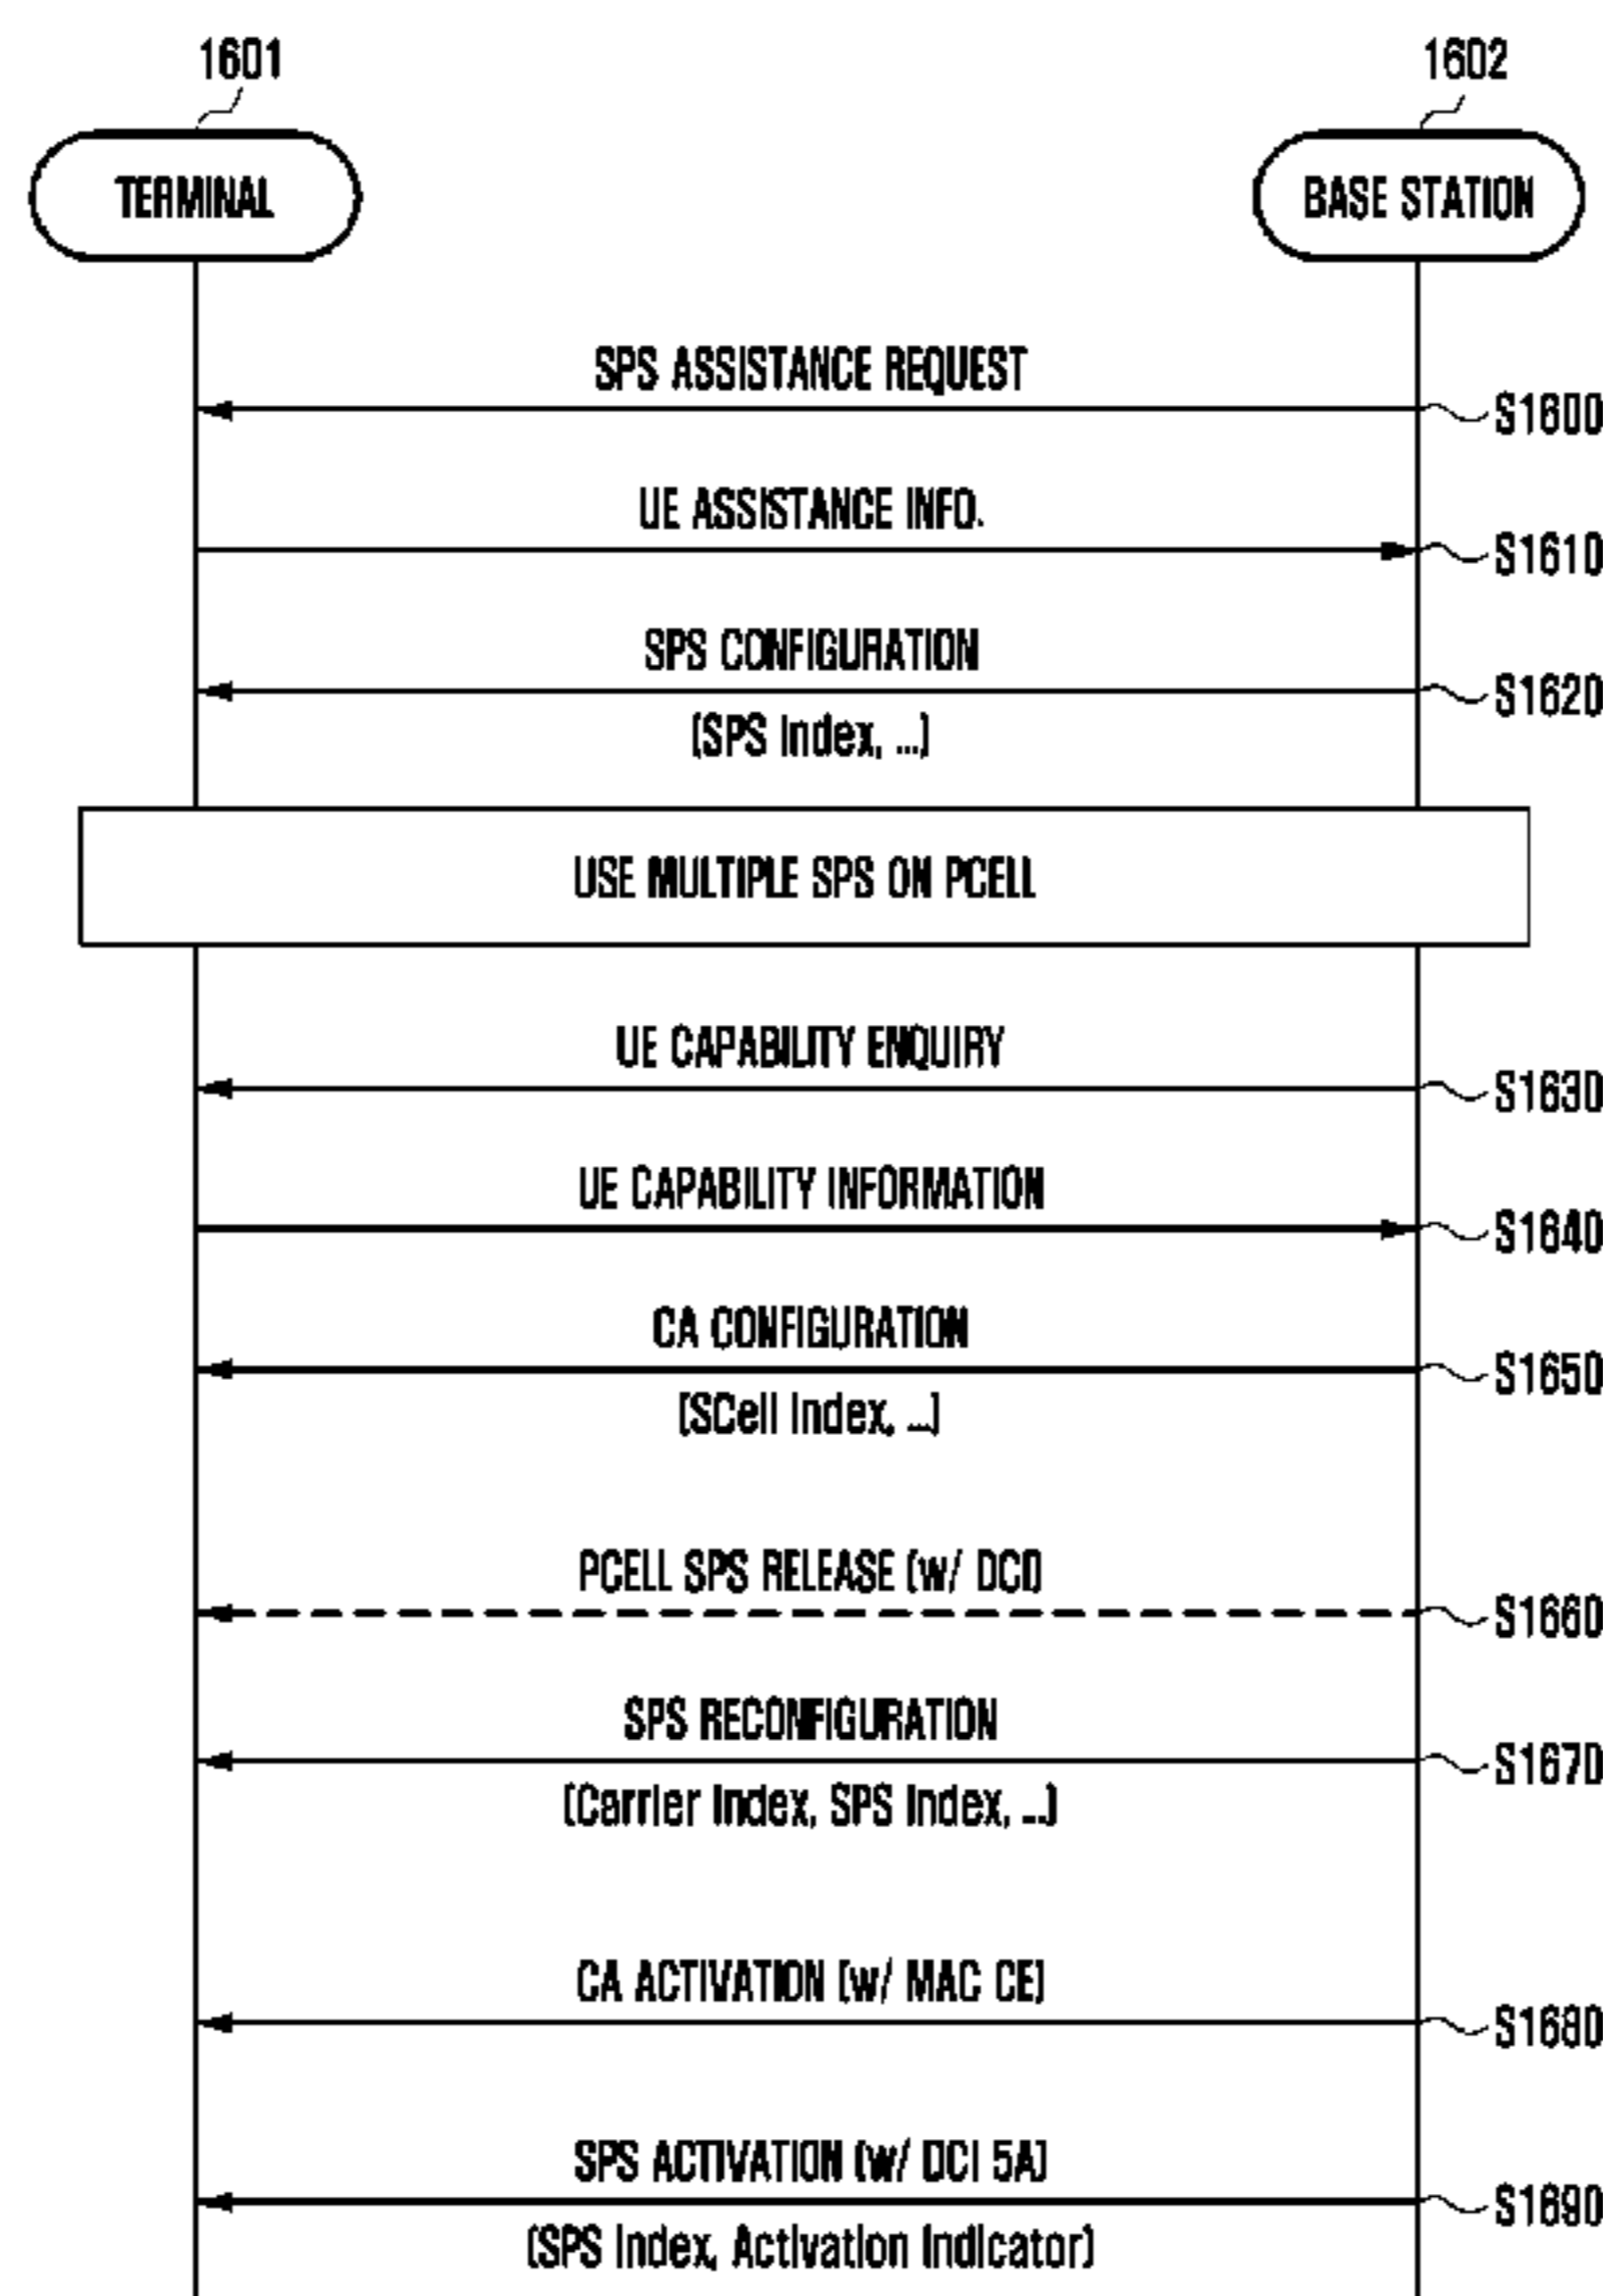 1601
1602
TERMINAL
BASE STATION
SPS ASSISTANCE REQUEST
S1600
UE ASSISTANCE INFO.
S1610
SPS CONFIGURATION
S1620
(SPS Index, ...)
USE MULTIPLE SPS ON PCELL
UE CAPABILITY ENQUIRY
S1630
UE CAPABILITY INFORMATION
S1640
CA CONFIGURATION
S1650
(SCell Index, ...)
PCELL SPS RELEASE (w/ DCI)
S1660
SPS RECONFIGURATION
S1670
(Carrier Index, SPS Index, ...)
CA ACTIVATION (w/ MAC CE)
S1680
SPS ACTIVATION (w/ DCI 5A)
S1690
(SPS Index, Activation Indicator)